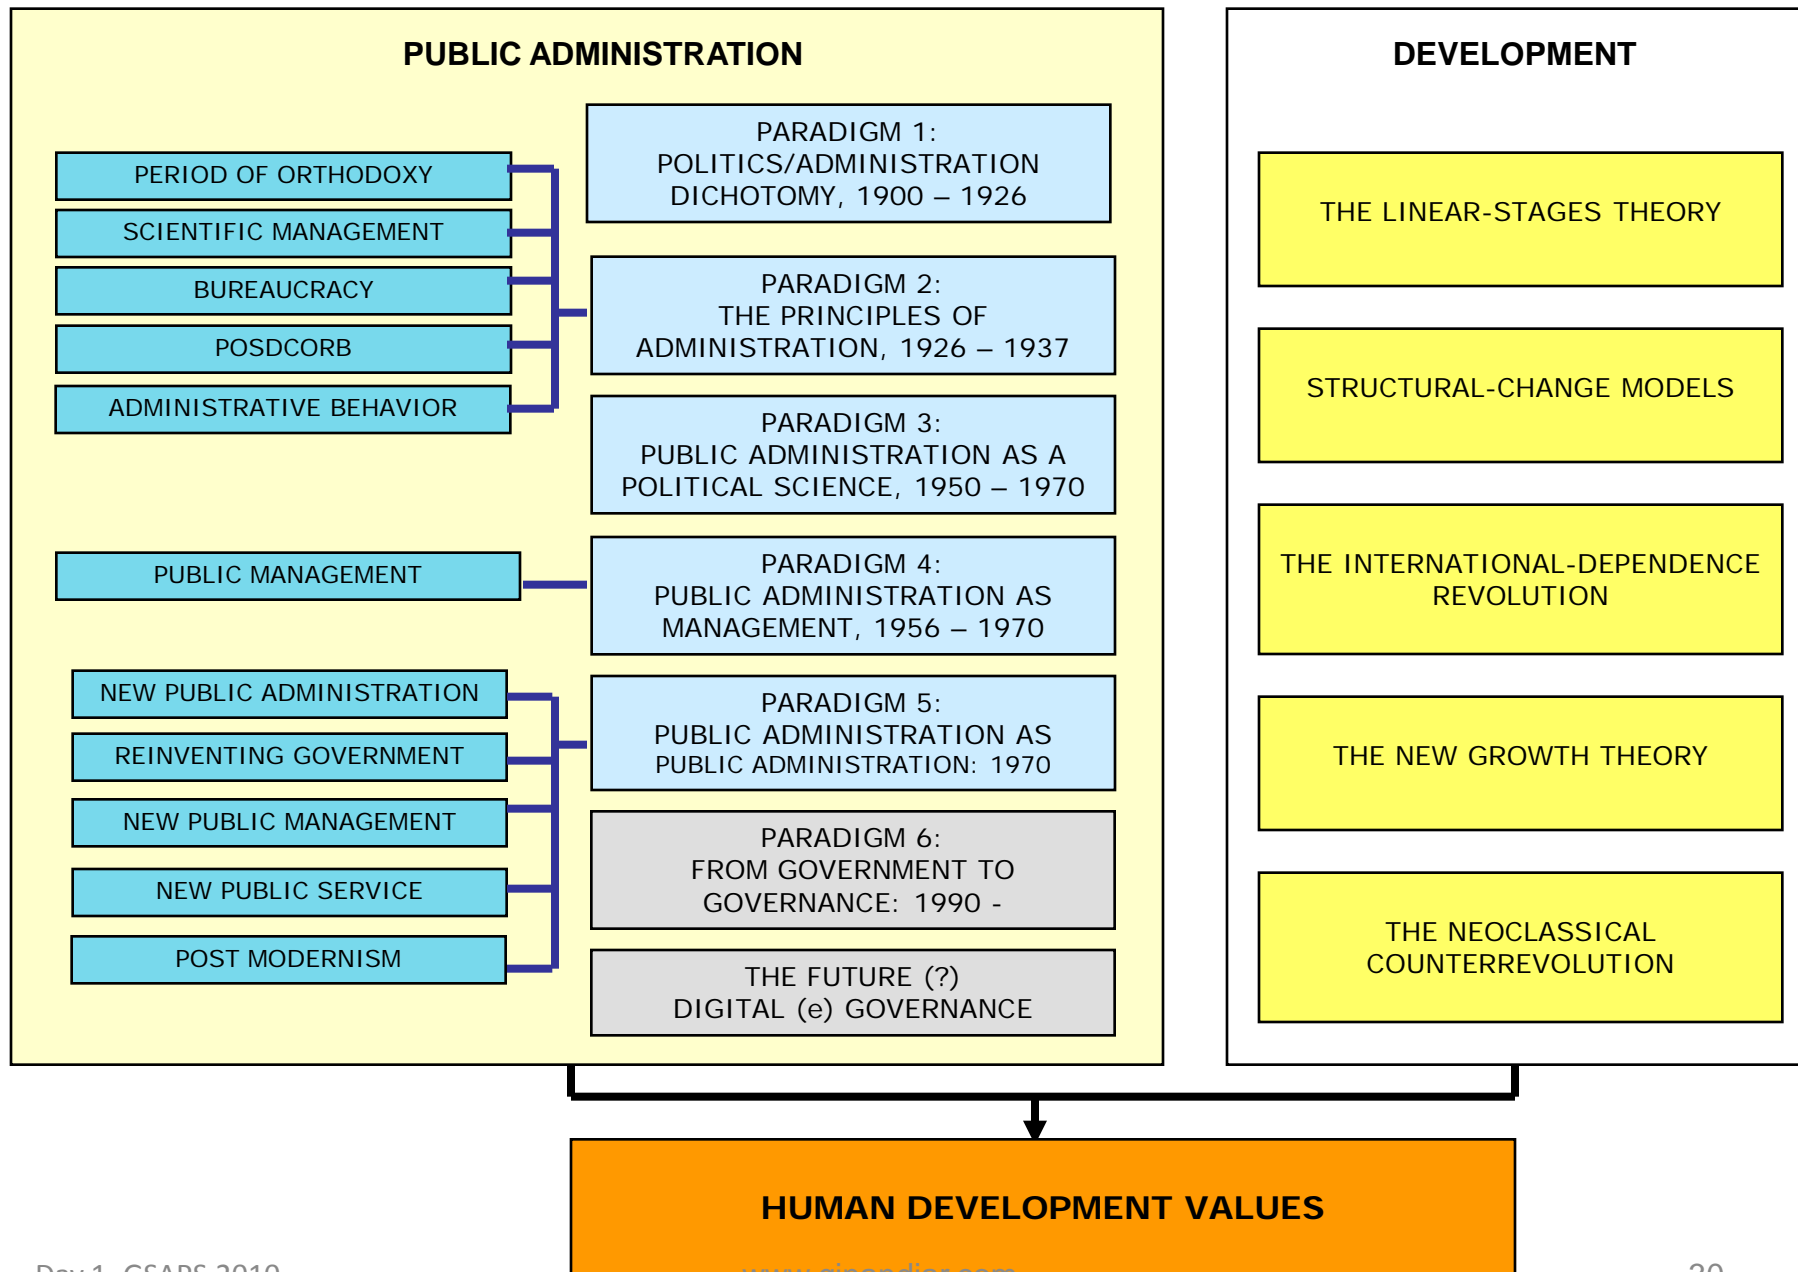 PUBLIC ADMINISTRATION
PERIOD OF ORTHODOXY
SCIENTIFIC MANAGEMENT
BUREAUCRACY
POSDCORB
ADMINISTRATIVE BEHAVIOR
PUBLIC MANAGEMENT
NEW PUBLIC ADMINISTRATION
REINVENTING GOVERNMENT
NEW PUBLIC MANAGEMENT
NEW PUBLIC SERVICE
POST MODERNISM
PARADIGM 1:
POLITICS/ADMINISTRATION
DICHOTOMY, 1900 – 1926
PARADIGM 2:
THE PRINCIPLES OF
ADMINISTRATION, 1926 – 1937
PARADIGM 3:
PUBLIC ADMINISTRATION AS A
POLITICAL SCIENCE, 1950 – 1970
PARADIGM 4:
PUBLIC ADMINISTRATION AS
MANAGEMENT, 1956 – 1970
PARADIGM 5:
PUBLIC ADMINISTRATION AS
PUBLIC ADMINISTRATION: 1970
PARADIGM 6:
FROM GOVERNMENT TO
GOVERNANCE: 1990 -
THE FUTURE (?)
DIGITAL (e) GOVERNANCE
DEVELOPMENT
THE LINEAR-STAGES THEORY
STRUCTURAL-CHANGE MODELS
THE INTERNATIONAL-DEPENDENCE
REVOLUTION
THE NEW GROWTH THEORY
THE NEOCLASSICAL
COUNTERREVOLUTION
HUMAN DEVELOPMENT VALUES